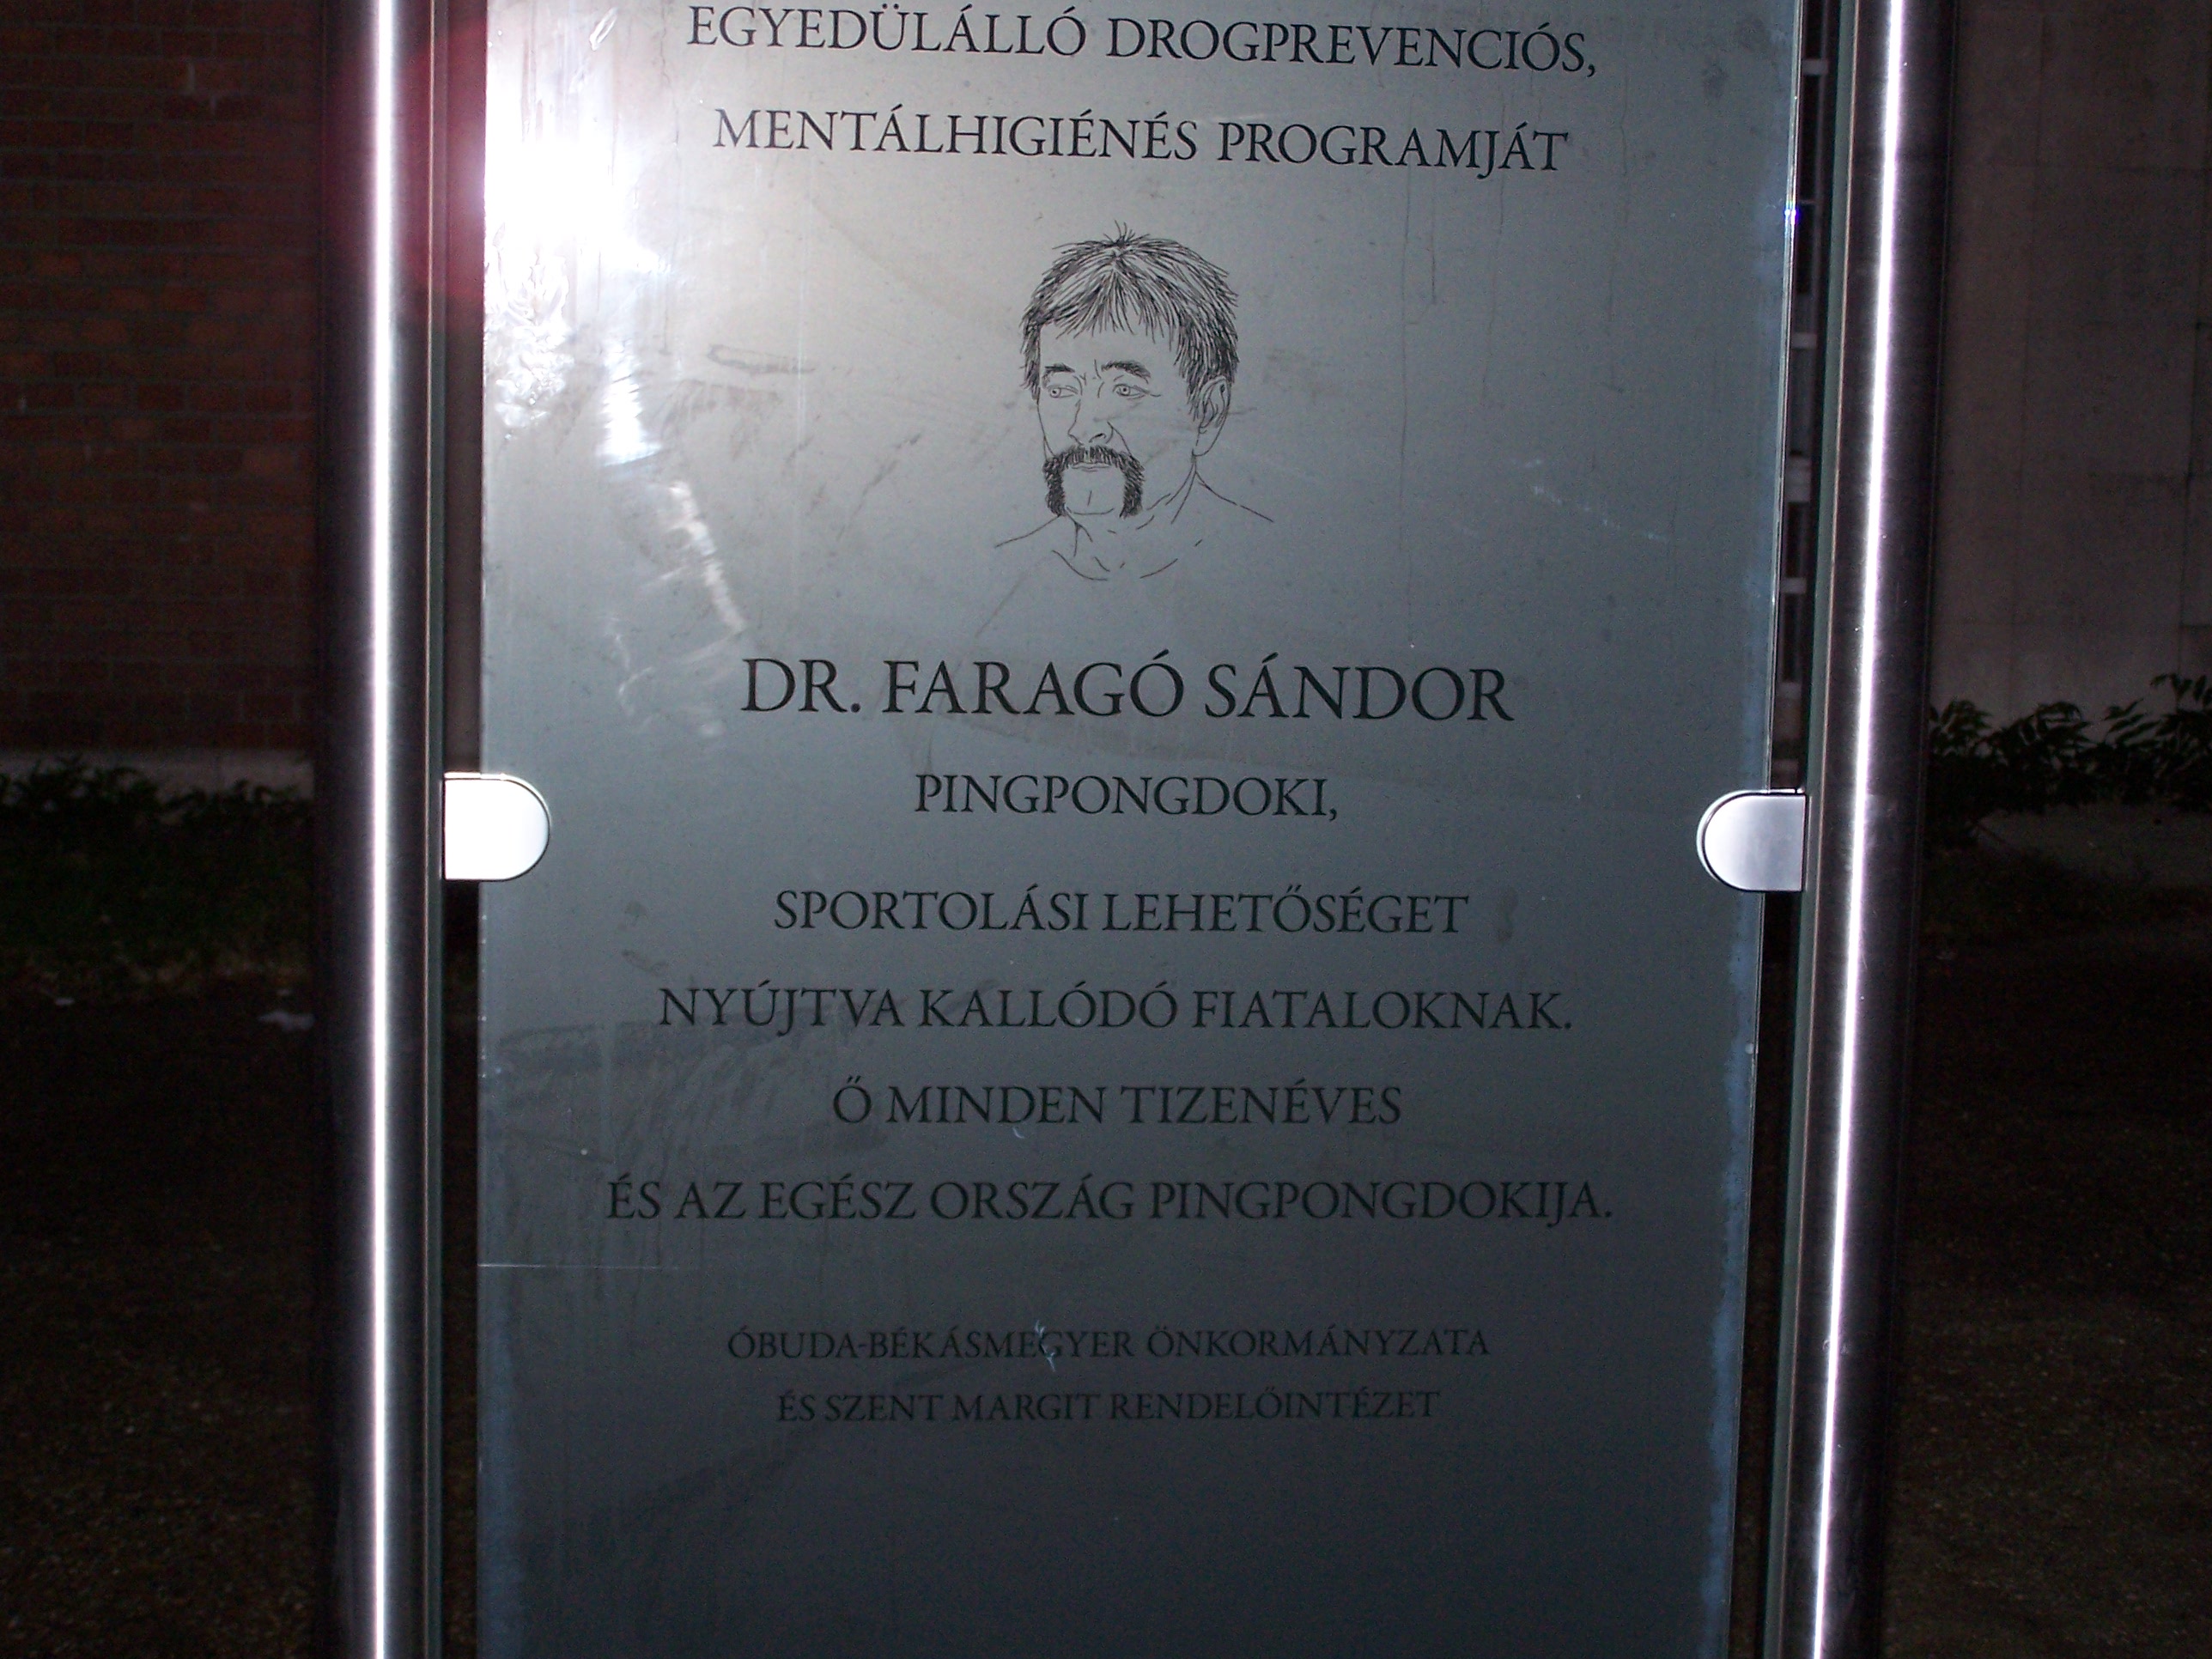 EGYEDÜLÁLLÓ DROGPREVENCIÓS,
MENTÁLHIGIÉNÉS PROGRAMJÁT
DR. FARAGÓ SÁNDOR
PINGPONGDOKI,
SPORTOLÁSI LEHETŐSÉGET
NYÚJTVA KALLÓDÓ FIATALOKNAK.
Ő MINDEN TIZENÉVES
ÉS AZ EGÉSZ ORSZÁG PINGPONGDOKIJA.
ÓBUDA-BÉKÁSMEGYER ÖNKORMÁNYZATA
ÉS SZENT MARGIT RENDELŐINTÉZET